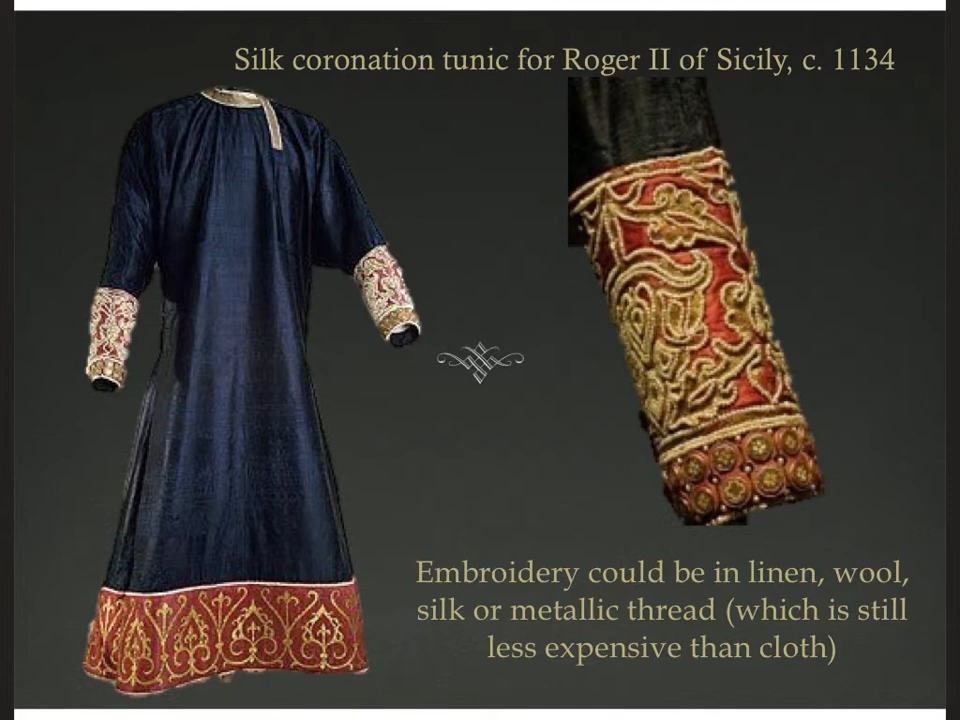 Silk coronation tunic for Roger II of Sicily, c. 1134
Embroidery could be in linen, wool,
silk or metallic thread (which is still
less expensive than cloth)